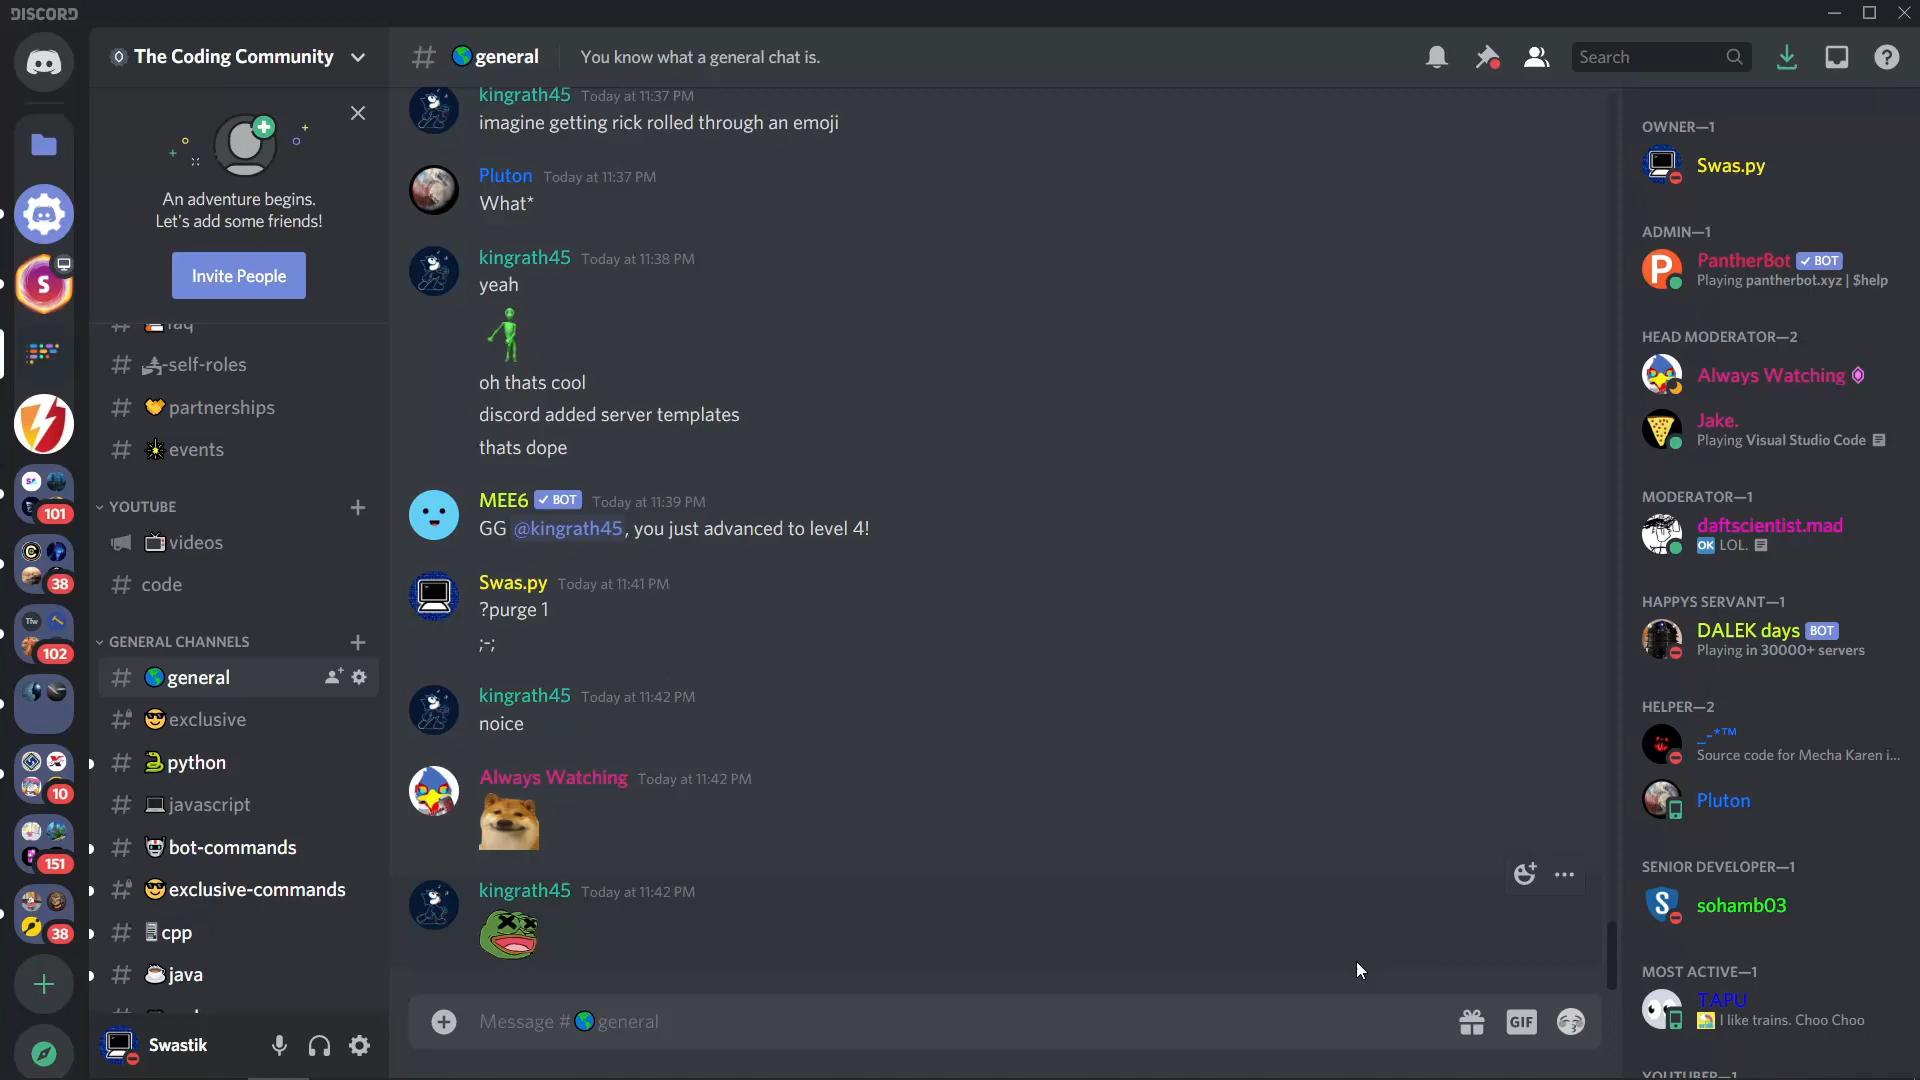 DISCORD
The Coding Community
general
You know what a general chat is.
Search
An adventure begins.
Let's add some friends!
Invite People
faq
-self-roles
partnerships
events
YOUTUBE
videos
code
GENERAL CHANNELS
general
exclusive
python
javascript
bot-commands
exclusive-commands
cpp
java
Swastik
101
38
Tfw
102
10
151
38
kingrath45 Today at 11:37 PM
imagine getting rick rolled through an emoji
Pluton Today at 11:37 PM
What*
kingrath45 Today at 11:38 PM
yeah
oh thats cool
discord added server templates
thats dope
MEE6 BOT Today at 11:39 PM
GG @kingrath45, you just advanced to level 4!
Swas.py Today at 11:41 PM
?purge 1
;-;
kingrath45 Today at 11:42 PM
noice
Always Watching Today at 11:42 PM
kingrath45 Today at 11:42 PM
Message # general
GIF
OWNER—1
Swas.py
ADMIN—1
PantherBot BOT
Playing pantherbot.xyz | $help
HEAD MODERATOR—2
Always Watching
Jake.
Playing Visual Studio Code
MODERATOR—1
daftscientist.mad
OK LOL.
HAPPYS SERVANT—1
DALEK days BOT
Playing in 30000+ servers
HELPER—2
_-*™
Source code for Mecha Karen i...
Pluton
SENIOR DEVELOPER—1
sohamb03
MOST ACTIVE—1
TAPU
I like trains. Choo Choo
YOUTUBER—1